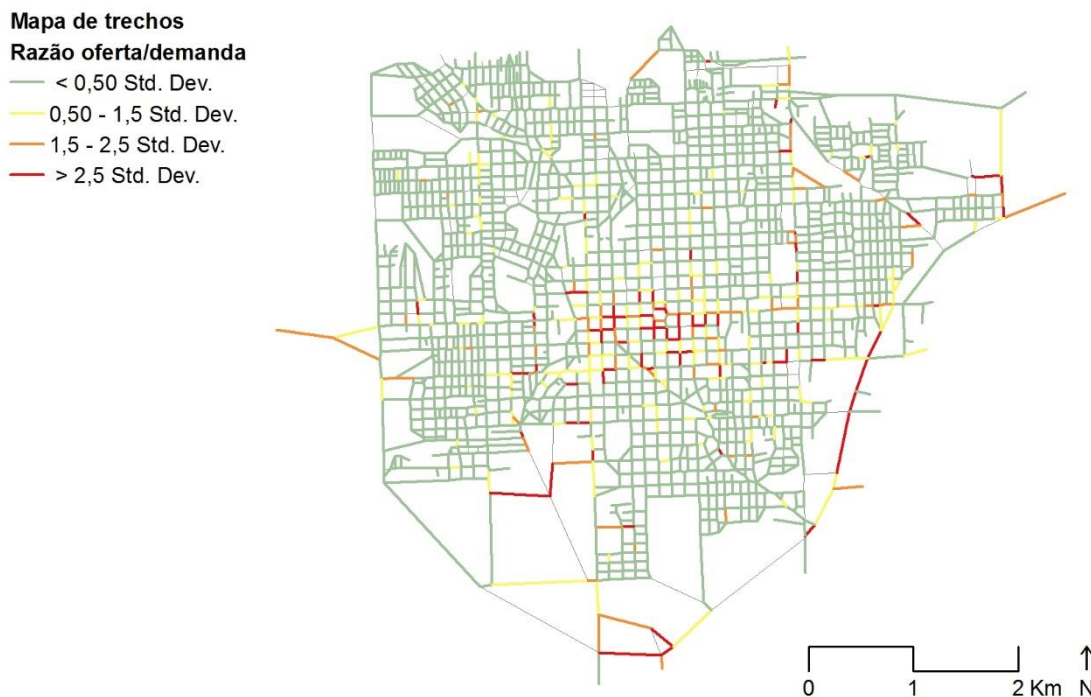 Mapa de trechos
Razão oferta/demanda
< 0,50 Std. Dev.
0,50 - 1,5 Std. Dev.
1,5 - 2,5 Std. Dev.
> 2,5 Std. Dev.
0 1 2 Km N